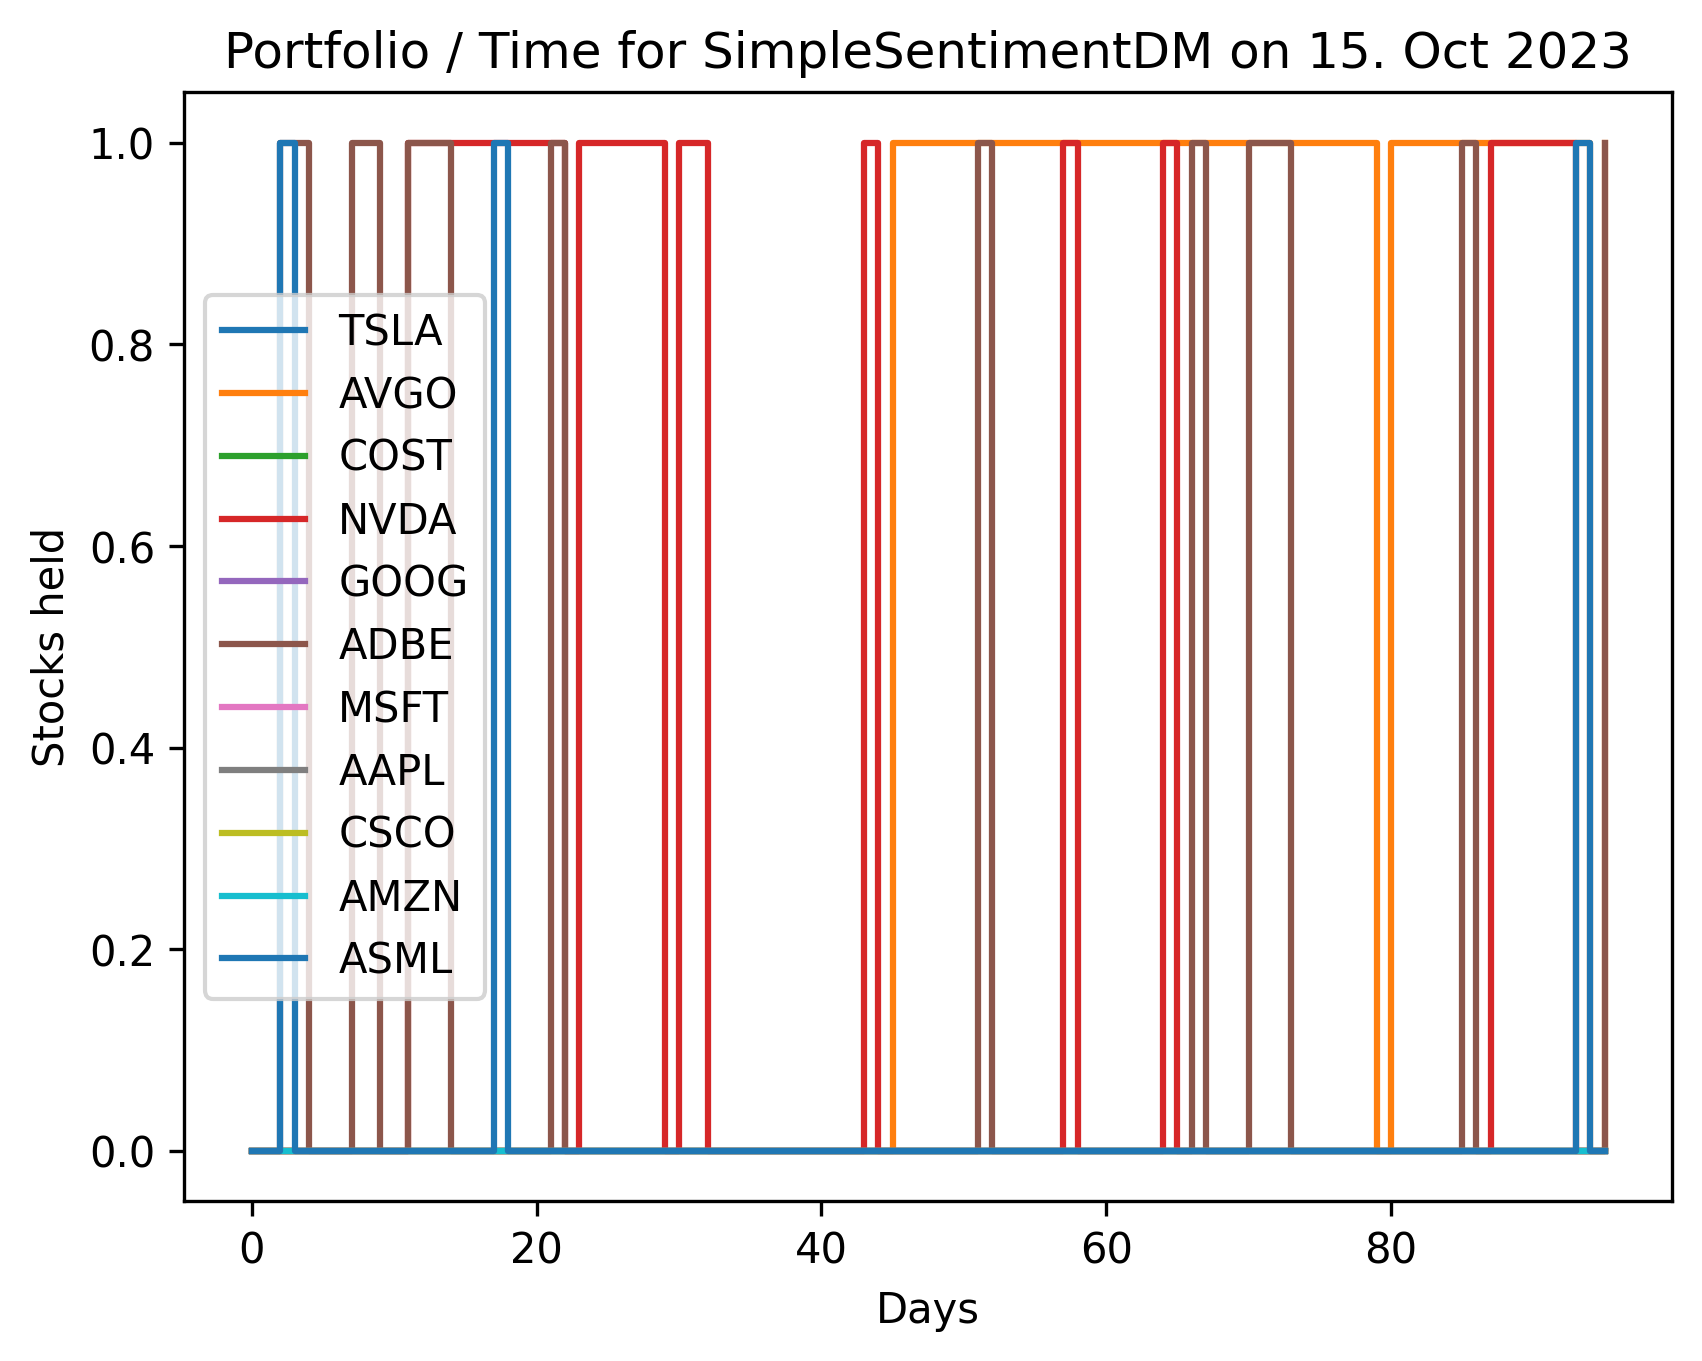 Portfolio / Time for SimpleSentimentDM on 15. Oct 2023
1.0
0.8
0.6
0.4
0.2
0.0
Stocks held
TSLA
AVGO
COST
NVDA
GOOG
ADBE
MSFT
AAPL
CSCO
AMZN
ASML
0 20 40 60 80
Days